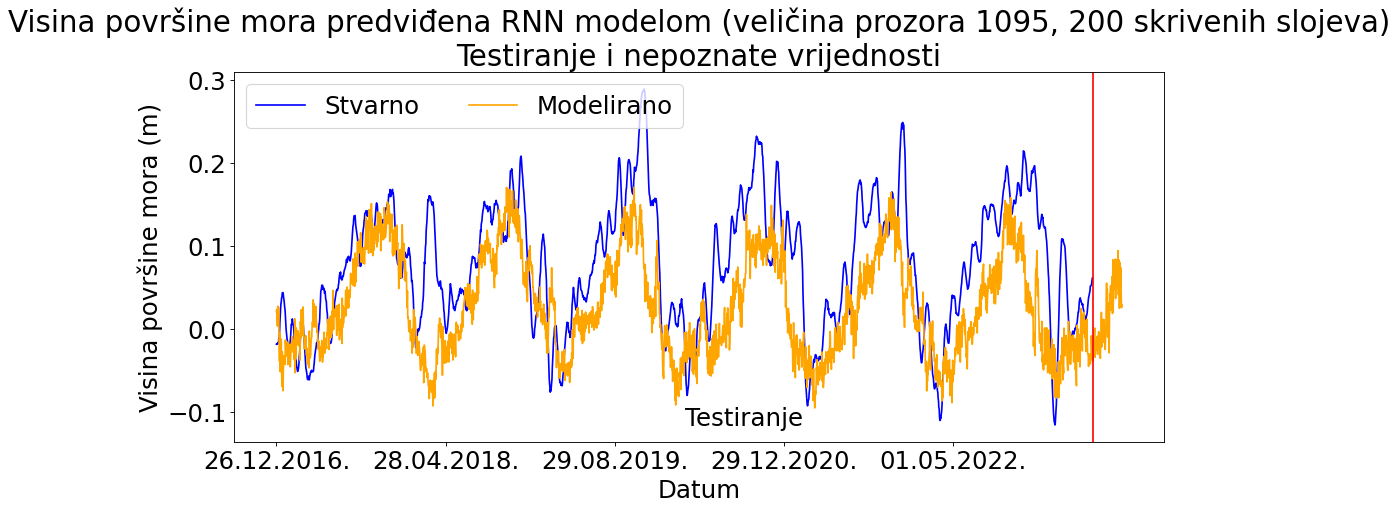 Visina površine mora predviđena RNN modelom (veličina prozora 1095, 200 skrivenih slojeva)
Testiranje i nepoznate vrijednosti
Stvarno
Modelirano
Visina površine mora (m)
0.3
0.2
0.1
0.0
−0.1
Testiranje
26.12.2016.
28.04.2018.
29.08.2019.
29.12.2020.
01.05.2022.
Datum